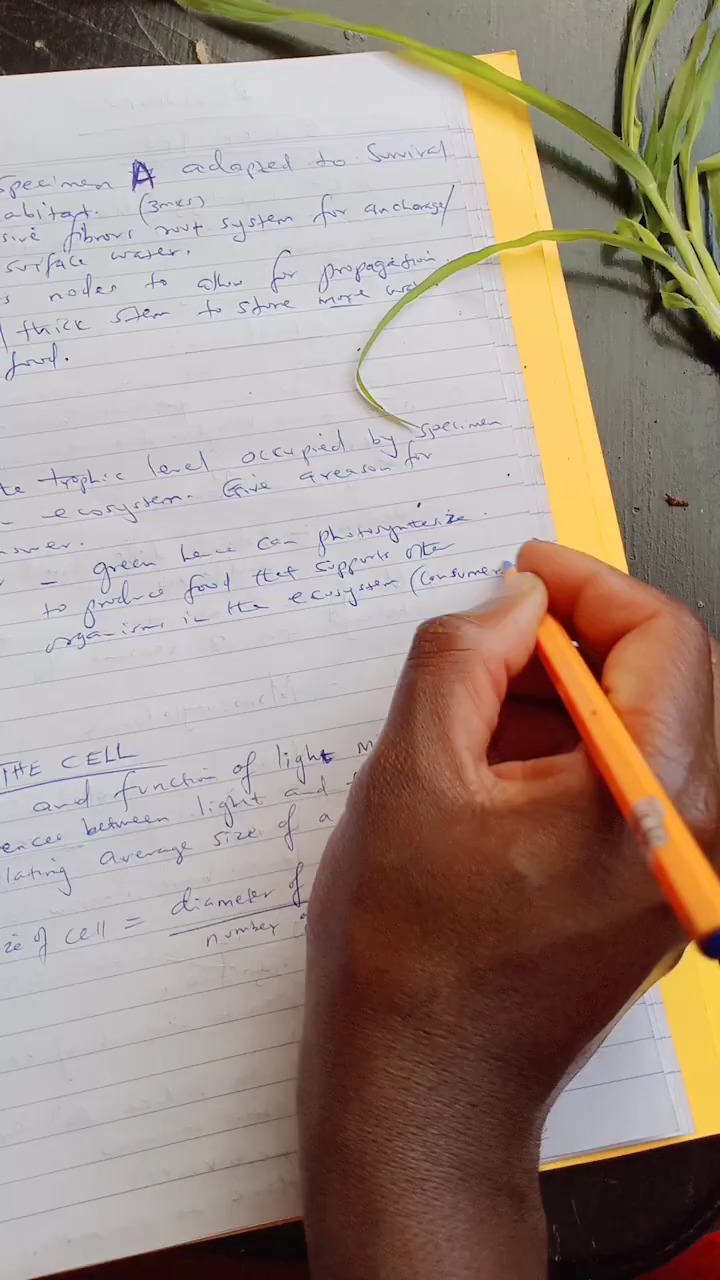 specimen A adapted to survival
abitat. (3mks)
sive fibrous root system for anchorage/
surface water.
s nodes to allow for propagation.
thick stem to store more
food.
te trophic level occupied by specimen
- ecosystem. Give a reason for
nswer.
- green hence can photosynthesize.
to produce food that supports other
organisms in the ecosystem (consumer
THE CELL
and function of light m
ences between light and
lating average size of a
ze of cell = diameter of
number